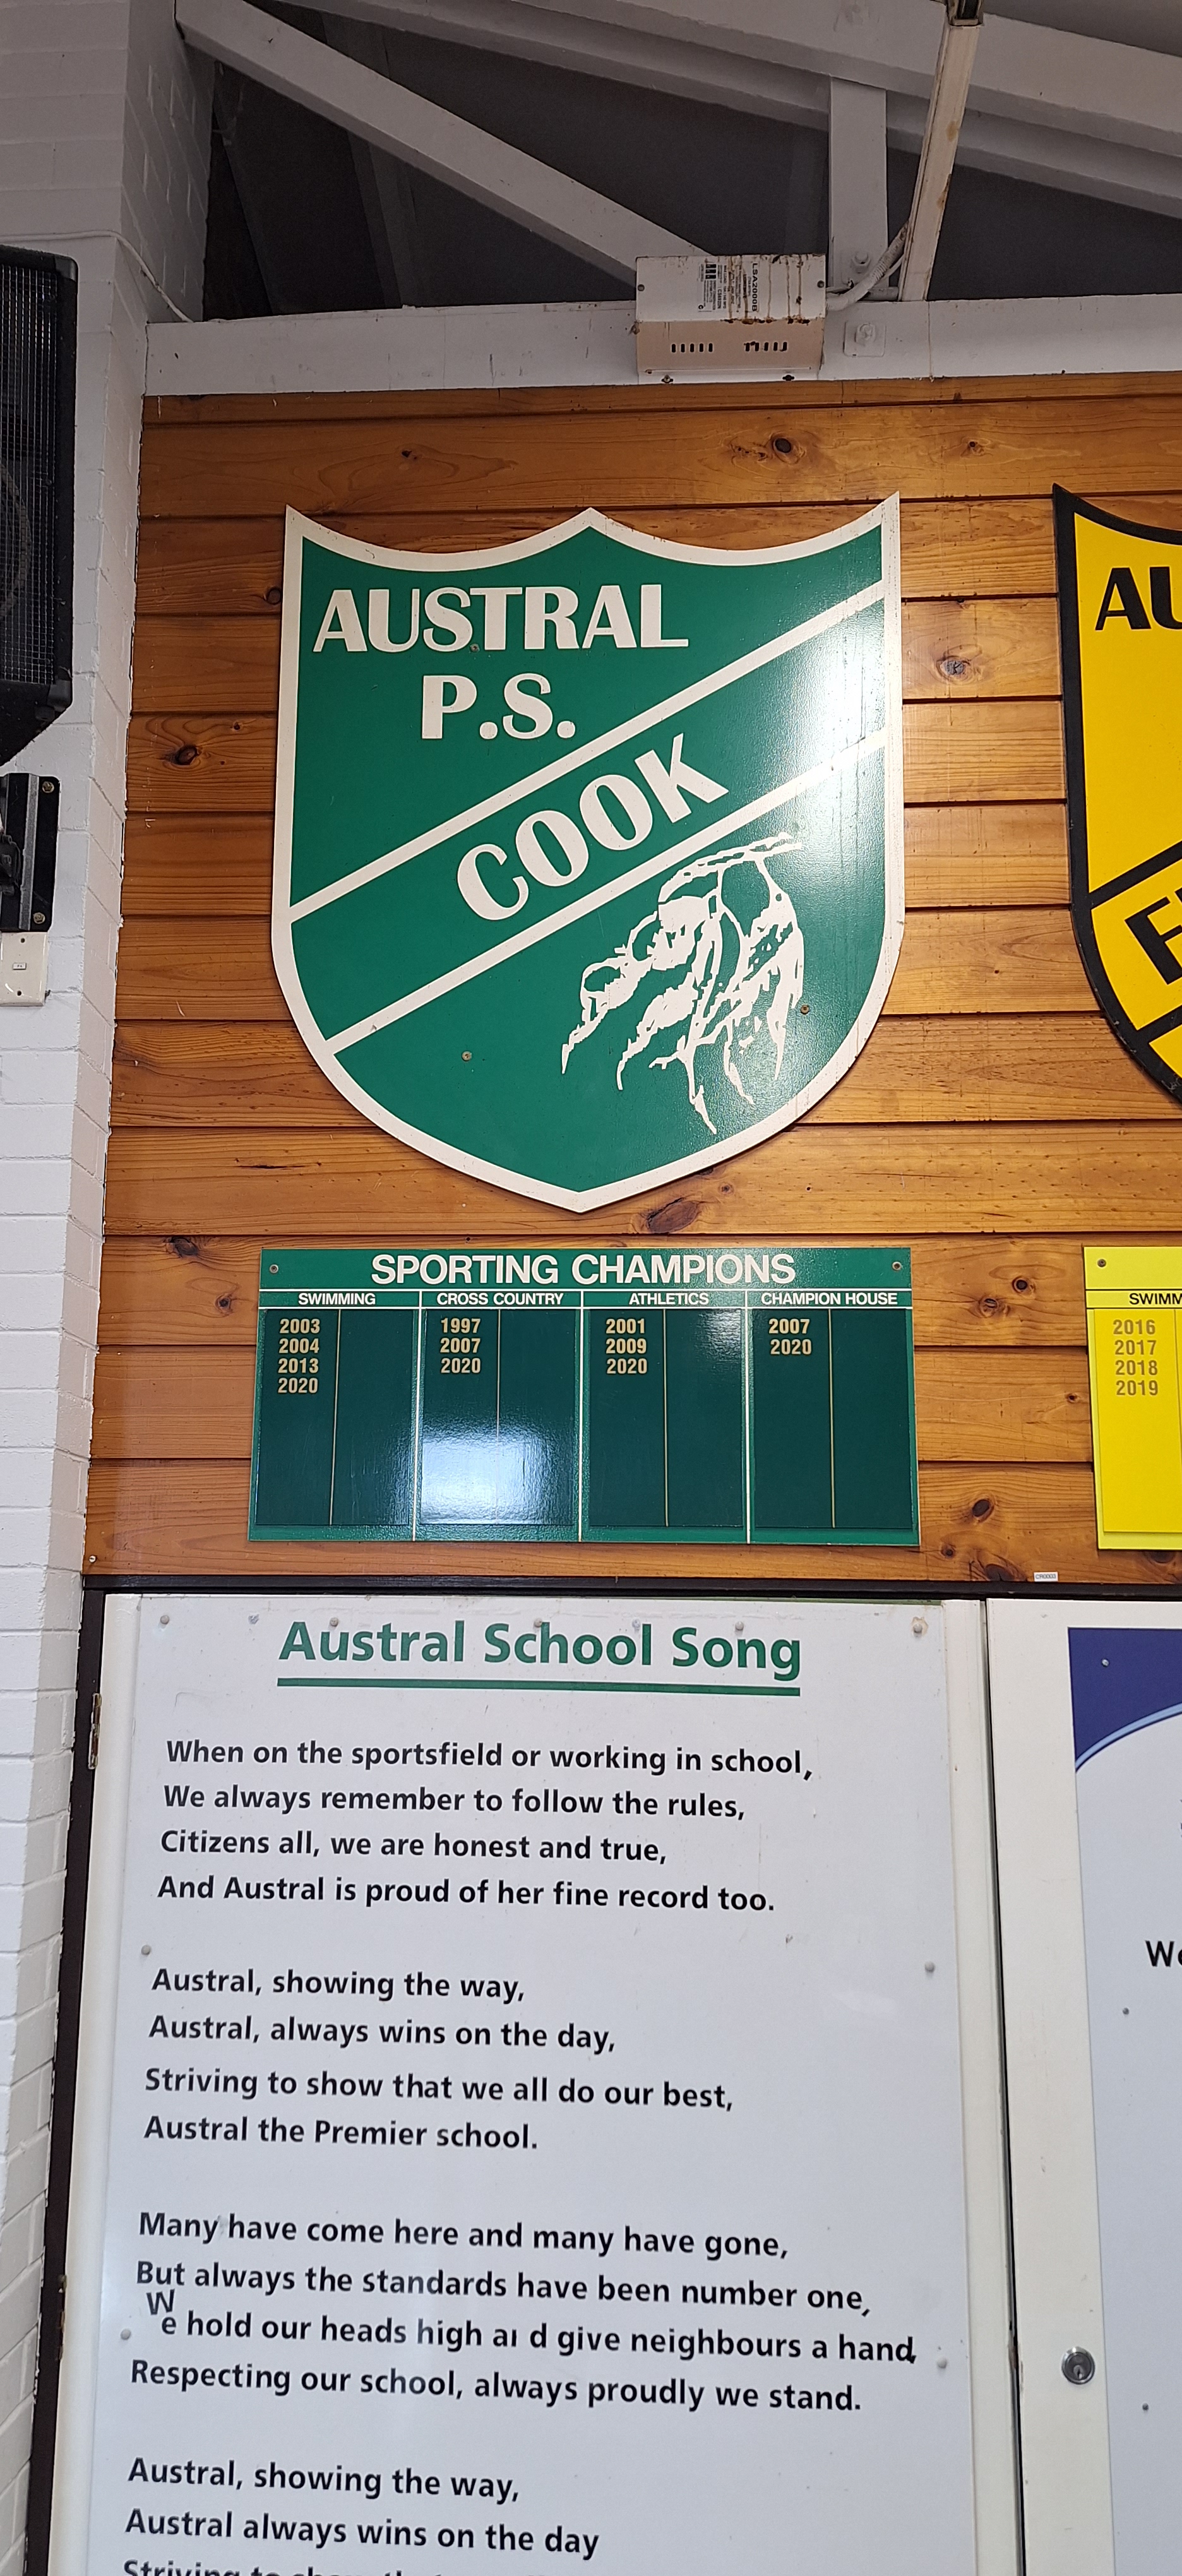 LSA2000E
AUSTRAL
P.S.
COOK
AU
SPORTING CHAMPIONS
SWIMMING CROSS COUNTRY ATHLETICS CHAMPION HOUSE
2003 1997 2001 2007
2004 2007 2009 2020
2013 2020 2020
2020
SWIMM
2016
2017
2018
2019
Austral School Song
When on the sportsfield or working in school,
We always remember to follow the rules,
Citizens all, we are honest and true,
And Austral is proud of her fine record too.
Austral, showing the way,
Austral, always wins on the day,
Striving to show that we all do our best,
Austral the Premier school.
Many have come here and many have gone,
But always the standards have been number one,
We hold our heads high a d give neighbours a hand,
Respecting our school, always proudly we stand.
Austral, showing the way,
Austral always wins on the day
We